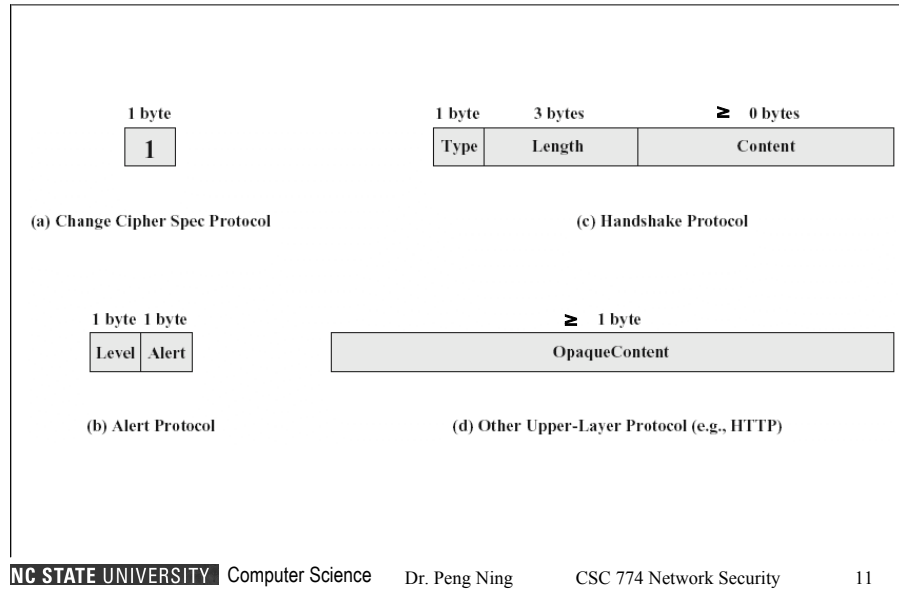 1 byte
1
(a) Change Cipher Spec Protocol
1 byte 3 bytes ≥ 0 bytes
Type Length Content
(c) Handshake Protocol
1 byte 1 byte
Level Alert
(b) Alert Protocol
≥ 1 byte
OpaqueContent
(d) Other Upper-Layer Protocol (e.g., HTTP)
NC STATE UNIVERSITY Computer Science Dr. Peng Ning CSC 774 Network Security 11